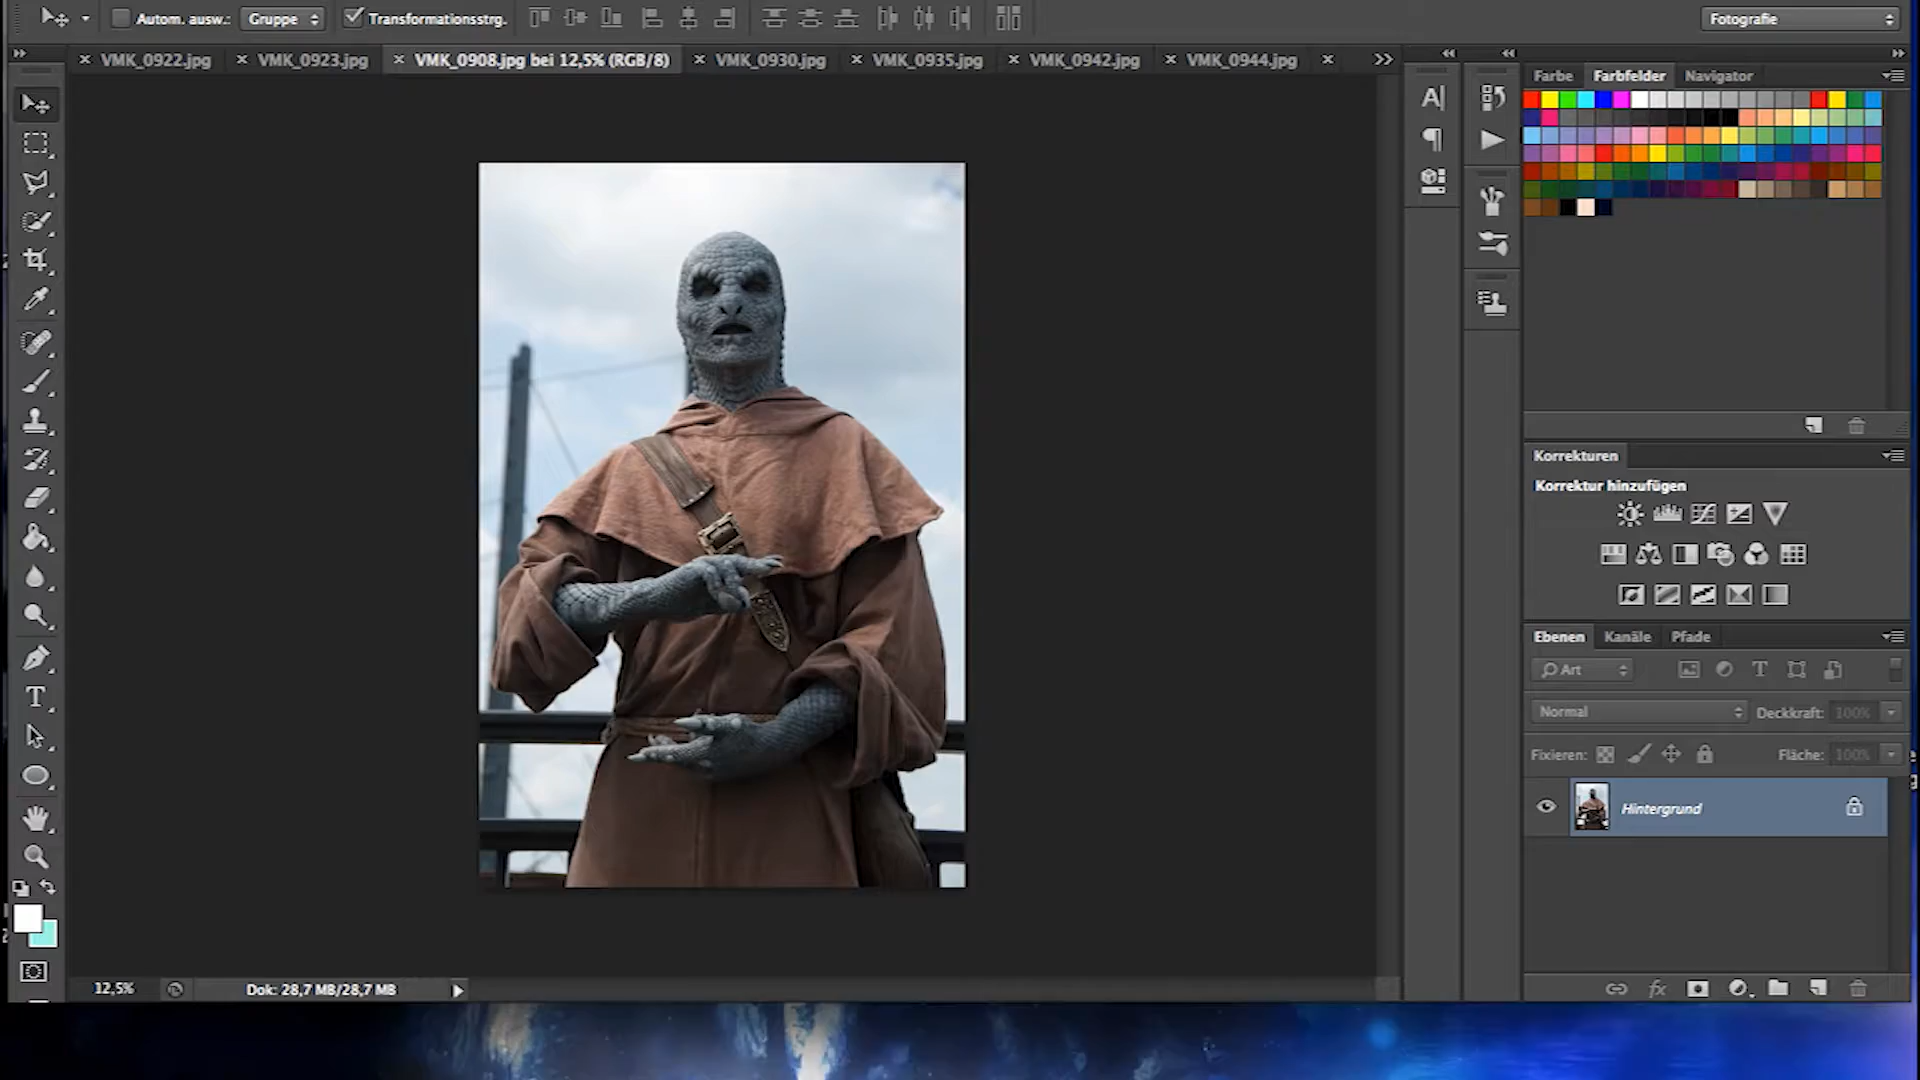 Autom. ausw.: Gruppe Transformationsstrg.
VMK_0922.jpg VMK_0923.jpg VMK_0908.jpg bei 12,5% (RGB/8) VMK_0930.jpg VMK_0935.jpg VMK_0942.jpg VMK_0944.jpg
Farbe Farbfelder Navigator
Korrekturen
Korrektur hinzufügen
Ebenen Kanäle Pfade
Art
Normal Deckkraft: 100%
Fixieren: Fläche: 100%
Hintergrund
12,5% Dok: 28,7 MB/28,7 MB
Fotografie